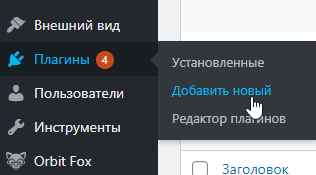 Внешний вид
Плагины 4
Пользователи
Инструменты
Orbit Fox
Установленные
Добавить новый
Редактор плагинов
Заголовок